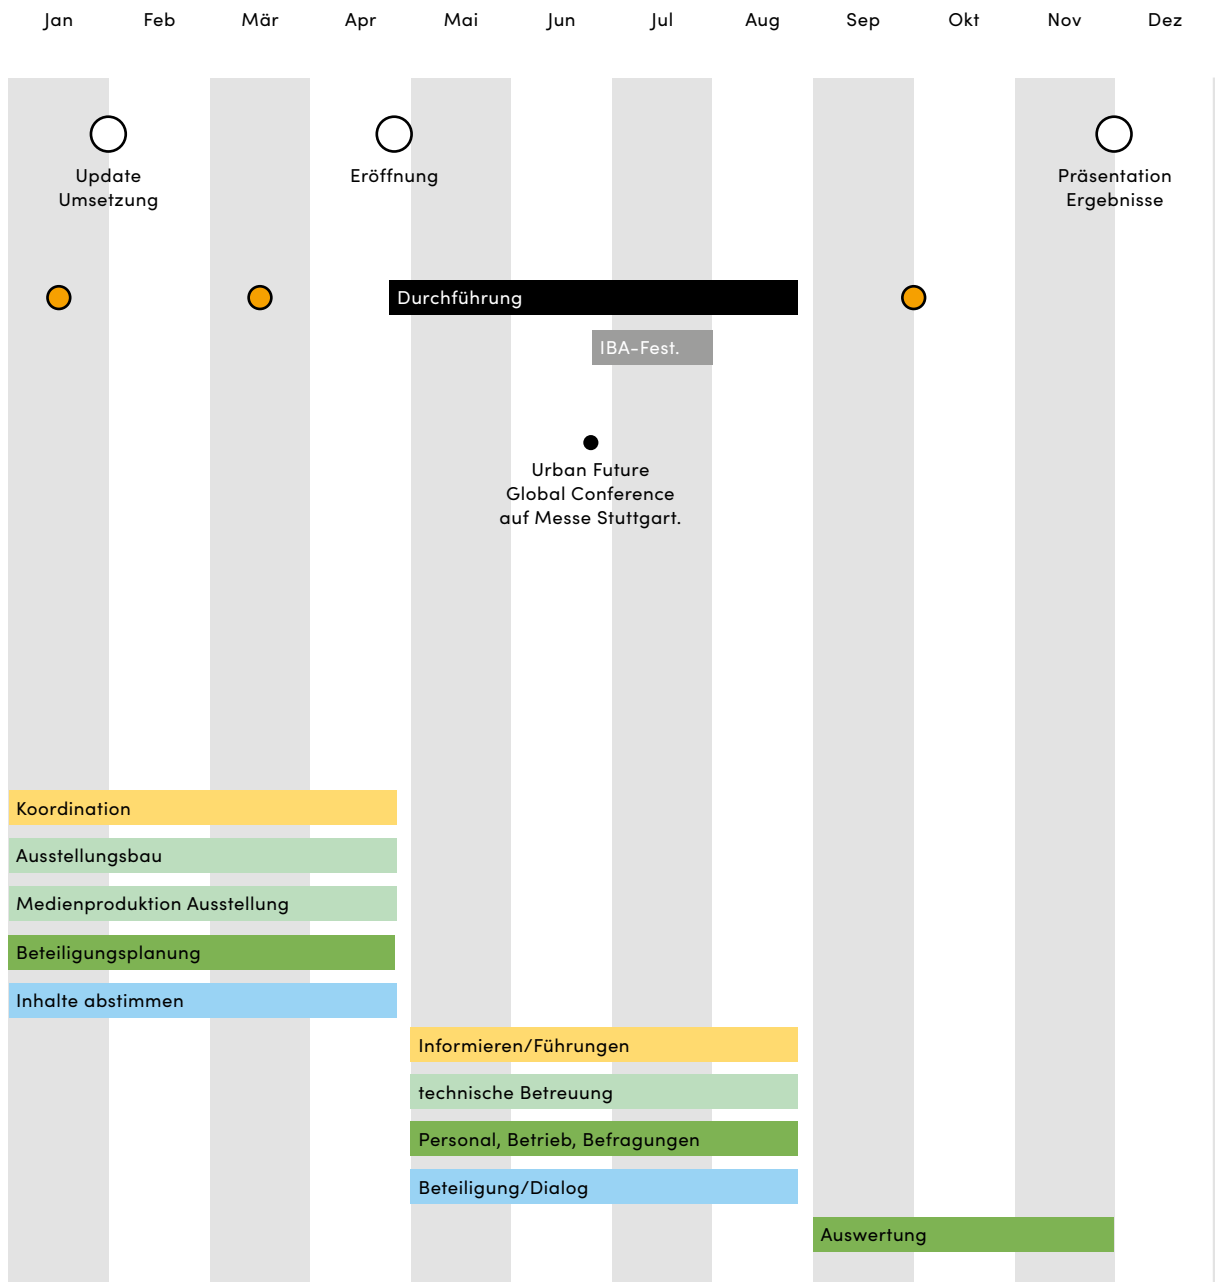 Jan Feb Mär Apr Mai Jun Jul Aug Sep Okt Nov Dez
Update
Umsetzung
Eröffnung
Präsentation
Ergebnisse
Durchführung
IBA-Fest.
Urban Future
Global Conference
auf Messe Stuttgart.
Koordination
Ausstellungsbau
Medienproduktion Ausstellung
Beteiligungsplanung
Inhalte abstimmen
Informieren/Führungen
technische Betreuung
Personal, Betrieb, Befragungen
Beteiligung/Dialog
Auswertung